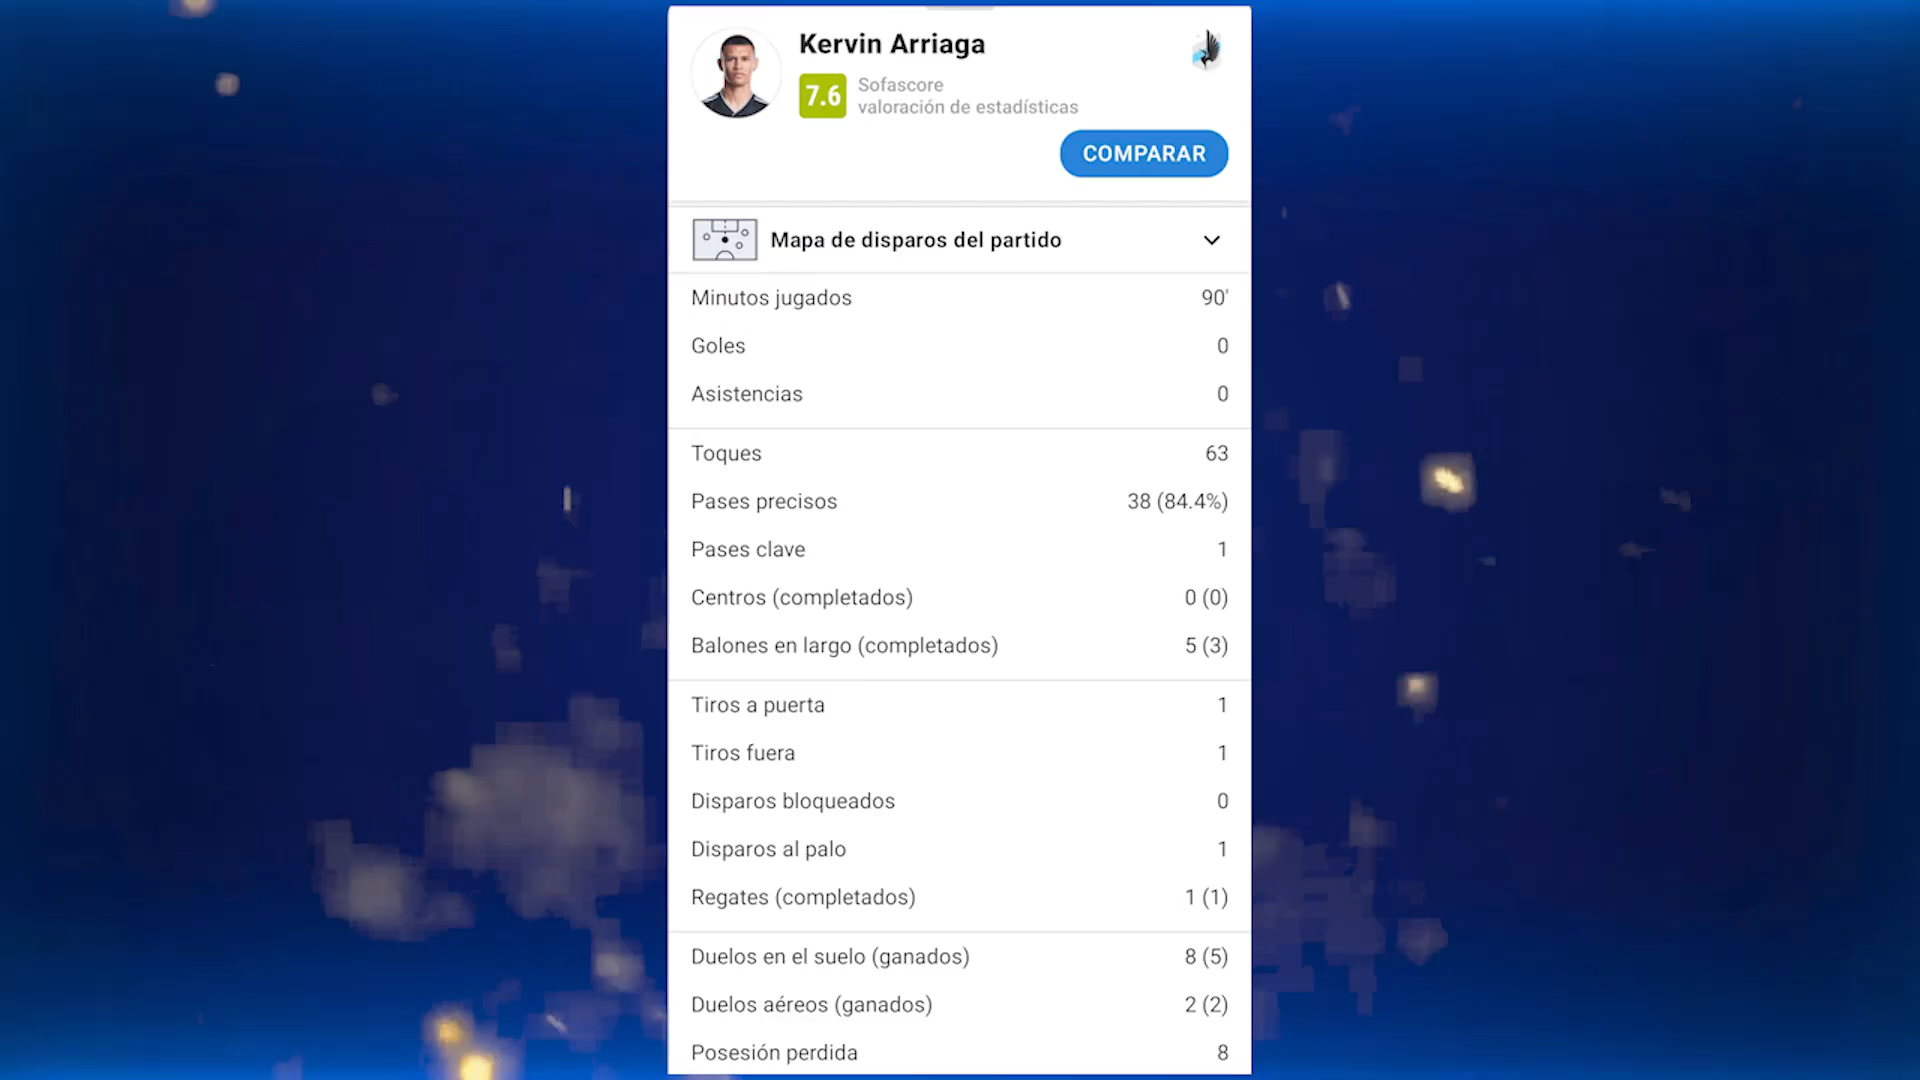 Kervin Arriaga
7.6
Sofascore
valoración de estadísticas
COMPARAR
Mapa de disparos del partido
Minutos jugados 90'
Goles 0
Asistencias 0
Toques 63
Pases precisos 38 (84.4%)
Pases clave 1
Centros (completados) 0 (0)
Balones en largo (completados) 5 (3)
Tiros a puerta 1
Tiros fuera 1
Disparos bloqueados 0
Disparos al palo 1
Regates (completados) 1 (1)
Duelos en el suelo (ganados) 8 (5)
Duelos aéreos (ganados) 2 (2)
Posesión perdida 8